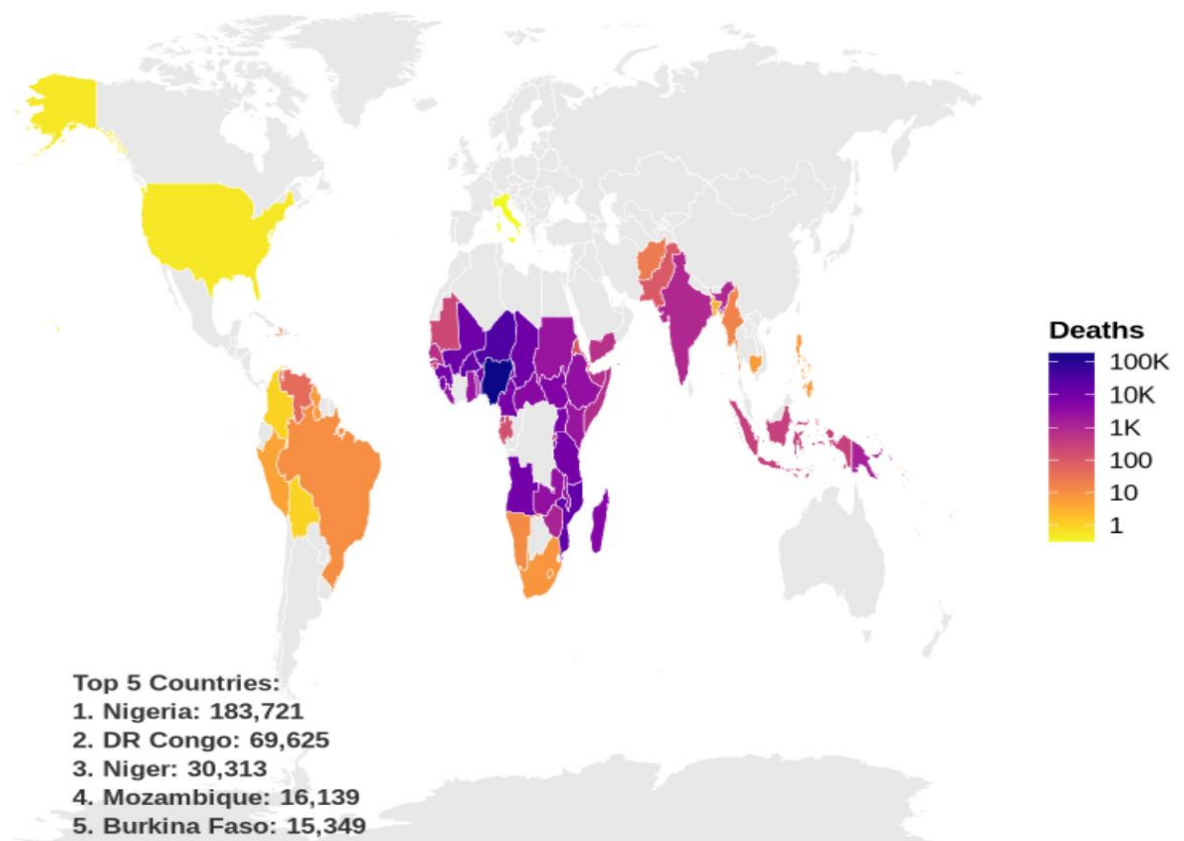 Deaths
100K
10K
1K
100
10
1
Top 5 Countries:
1. Nigeria: 183,721
2. DR Congo: 69,625
3. Niger: 30,313
4. Mozambique: 16,139
5. Burkina Faso: 15,349